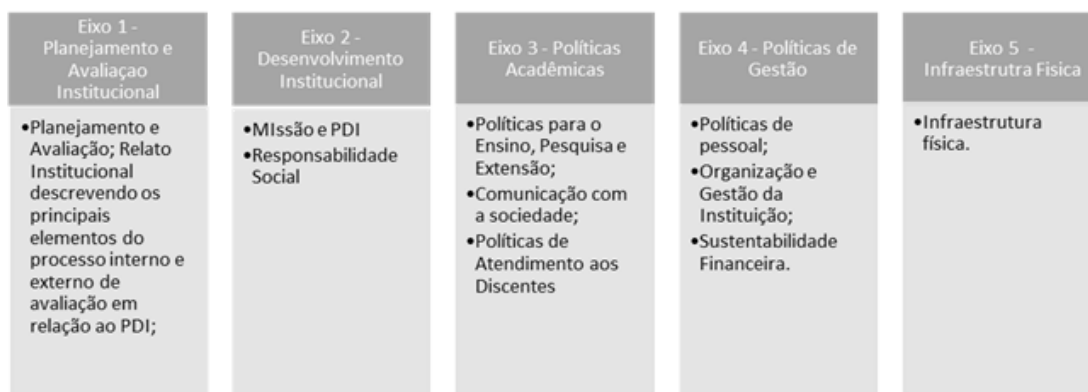 Eixo 1 -
Planejamento e
Avaliaçao
Institucional
•Planejamento e
Avaliação; Relato
Institucional
descrevendo os
principais
elementos do
processo interno e
externo de
avaliação em
relação ao PDI;
Eixo 2 -
Desenvolvimento
Institucional
•MIssão e PDI
•Responsabilidade
Social
Eixo 3 - Políticas
Acadêmicas
•Políticas para o
Ensino, Pesquisa e
Extensão;
•Comunicação com
a sociedade;
•Políticas de
Atendimento aos
Discentes
Eixo 4 - Políticas de
Gestão
•Políticas de
pessoal;
•Organização e
Gestão da
Instituição;
•Sustentabilidade
Financeira.
Eixo 5 -
Infraestrutra Fisica
•Infraestrutura
física.